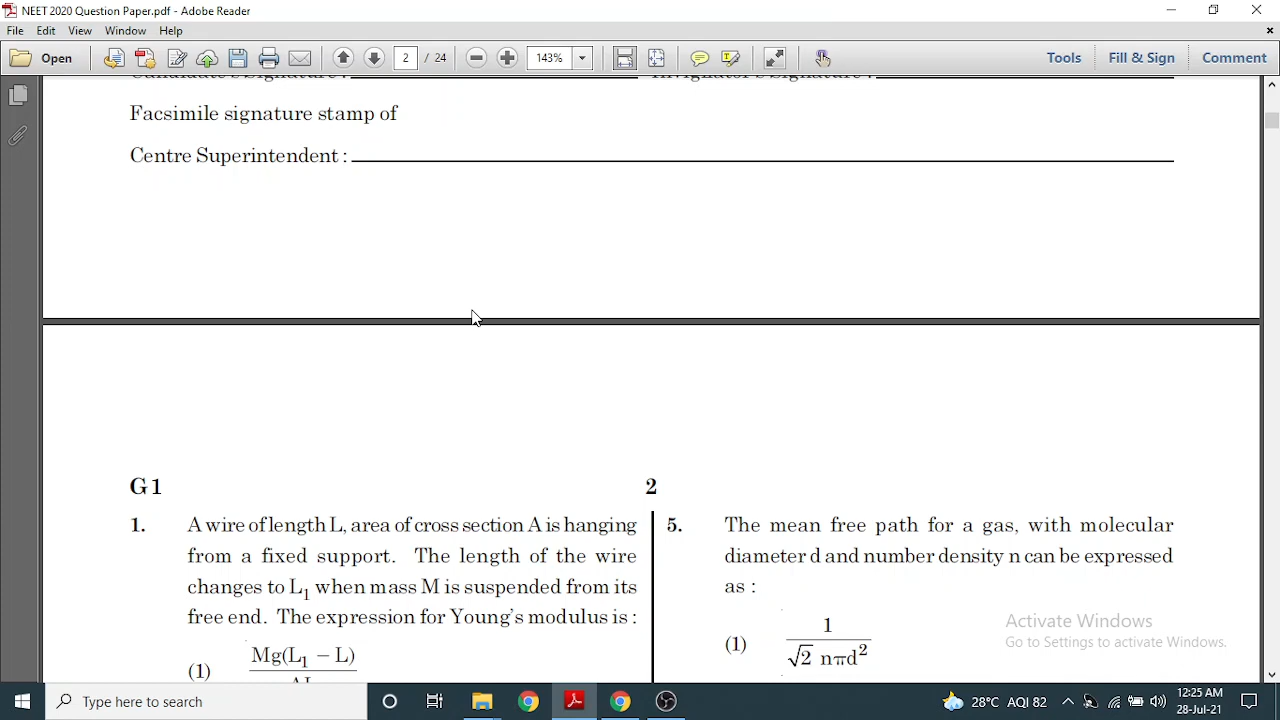 NEET 2020 Question Paper.pdf - Adobe Reader
File Edit View Window Help
Open 2 / 24 143% Tools Fill & Sign Comment
Candidate's Signature : Invigilator's Signature :
Facsimile signature stamp of
Centre Superintendent :
G1 2
1. A wire of length L, area of cross section A is hanging
from a fixed support. The length of the wire
changes to L₁ when mass M is suspended from its
free end. The expression for Young's modulus is :
(1) Mg(L₁ − L)
AL
5. The mean free path for a gas, with molecular
diameter d and number density n can be expressed
as :
(1) 1
√2 nπd²
Activate Windows
Go to Settings to activate Windows.
Type here to search
28°C AQI 82
12:25 AM
28-Jul-21